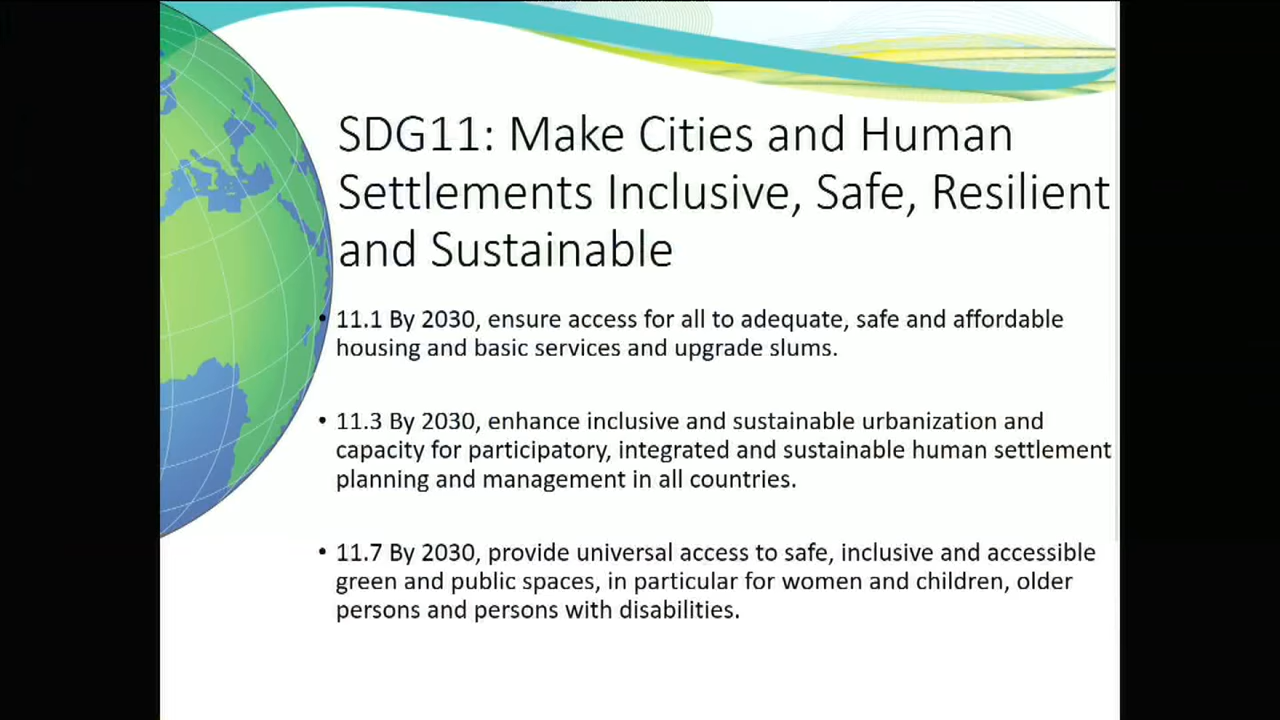 SDG11: Make Cities and Human
Settlements Inclusive, Safe, Resilient
and Sustainable
• 11.1 By 2030, ensure access for all to adequate, safe and affordable
housing and basic services and upgrade slums.
• 11.3 By 2030, enhance inclusive and sustainable urbanization and
capacity for participatory, integrated and sustainable human settlement
planning and management in all countries.
• 11.7 By 2030, provide universal access to safe, inclusive and accessible
green and public spaces, in particular for women and children, older
persons and persons with disabilities.